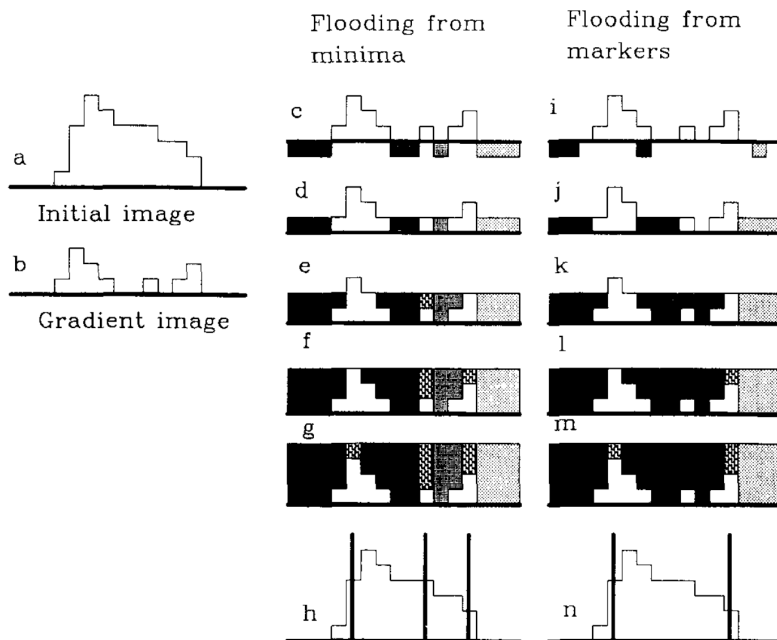 Flooding from
minima
Flooding from
markers
a
Initial image
b
Gradient image
c
d
e
f
g
h
i
j
k
l
m
n